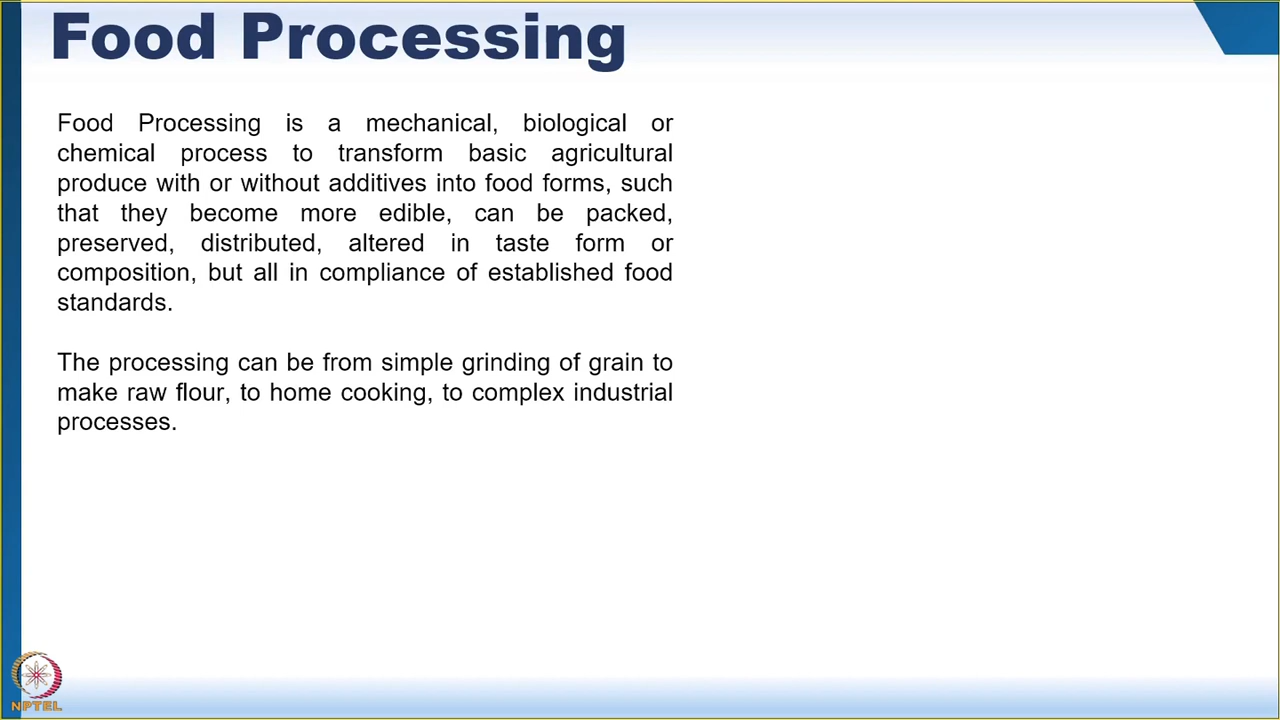 Food Processing
Food Processing is a mechanical, biological or
chemical process to transform basic agricultural
produce with or without additives into food forms, such
that they become more edible, can be packed,
preserved, distributed, altered in taste form or
composition, but all in compliance of established food
standards.
The processing can be from simple grinding of grain to
make raw flour, to home cooking, to complex industrial
processes.
NPTEL